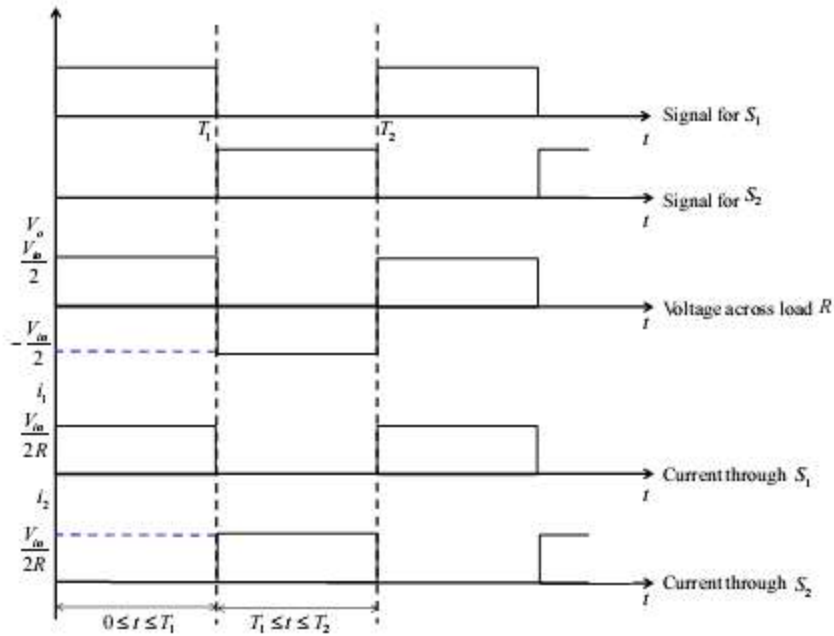 T₁ T₂ Signal for S₁
t
Signal for S₂
t
Vₒ
Vᵢₙ/2
Voltage across load R
t
-Vᵢₙ/2
i₁
Vᵢₙ/2R
Current through S₁
t
i₂
Vᵢₙ/2R
Current through S₂
t
0 ≤ t ≤ T₁ T₁ ≤ t ≤ T₂